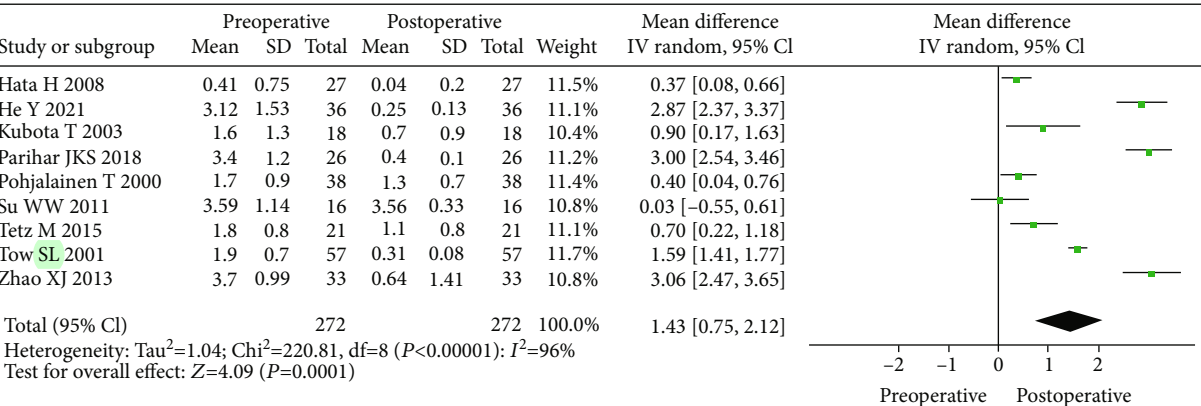 Preoperative Postoperative Mean difference Mean difference
Study or subgroup Mean SD Total Mean SD Total Weight IV random, 95% Cl IV random, 95% Cl
Hata H 2008 0.41 0.75 27 0.04 0.2 27 11.5% 0.37 [0.08, 0.66]
He Y 2021 3.12 1.53 36 0.25 0.13 36 11.1% 2.87 [2.37, 3.37]
Kubota T 2003 1.6 1.3 18 0.7 0.9 18 10.4% 0.90 [0.17, 1.63]
Parihar JKS 2018 3.4 1.2 26 0.4 0.1 26 11.2% 3.00 [2.54, 3.46]
Pohjalainen T 2000 1.7 0.9 38 1.3 0.7 38 11.4% 0.40 [0.04, 0.76]
Su WW 2011 3.59 1.14 16 3.56 0.33 16 10.8% 0.03 [–0.55, 0.61]
Tetz M 2015 1.8 0.8 21 1.1 0.8 21 11.1% 0.70 [0.22, 1.18]
Tow SL 2001 1.9 0.7 57 0.31 0.08 57 11.7% 1.59 [1.41, 1.77]
Zhao XJ 2013 3.7 0.99 33 0.64 1.41 33 10.8% 3.06 [2.47, 3.65]
Total (95% Cl) 272 272 100.0% 1.43 [0.75, 2.12]
Heterogeneity: Tau²=1.04; Chi²=220.81, df=8 (P<0.00001): I²=96%
Test for overall effect: Z=4.09 (P=0.0001)
–2 –1 0 1 2
Preoperative Postoperative